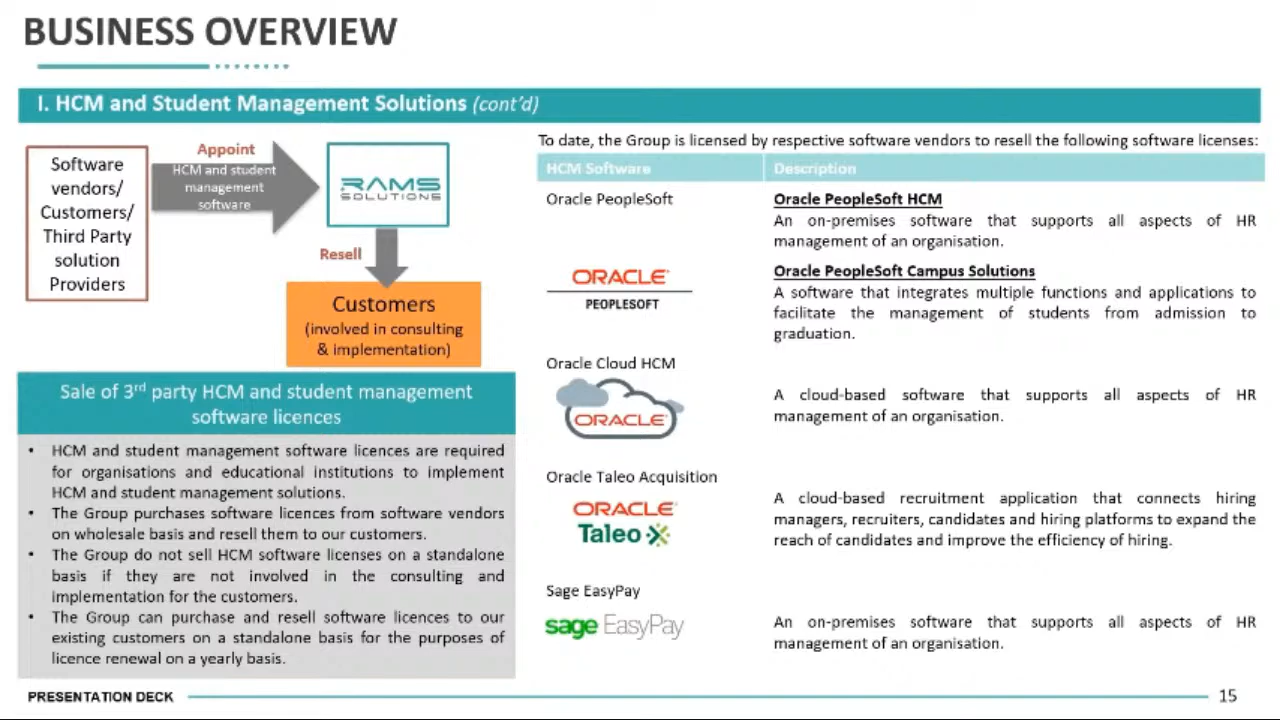 BUSINESS OVERVIEW
I. HCM and Student Management Solutions (cont'd)
Software
vendors/
Customers/
Third Party
solution
Providers
Appoint
HCM and student
management
software
RAMS
SOLUTIONS
Resell
Customers
(involved in consulting
& implementation)
Sale of 3rd party HCM and student management
software licences
• HCM and student management software licences are required
for organisations and educational institutions to implement
HCM and student management solutions.
• The Group purchases software licences from software vendors
on wholesale basis and resell them to our customers.
• The Group do not sell HCM software licenses on a standalone
basis if they are not involved in the consulting and
implementation for the customers.
• The Group can purchase and resell software licences to our
existing customers on a standalone basis for the purposes of
licence renewal on a yearly basis.
To date, the Group is licensed by respective software vendors to resell the following software licenses:
HCM Software
Description
Oracle PeopleSoft
ORACLE
PEOPLESOFT
Oracle PeopleSoft HCM
An on-premises software that supports all aspects of HR
management of an organisation.
Oracle PeopleSoft Campus Solutions
A software that integrates multiple functions and applications to
facilitate the management of students from admission to
graduation.
Oracle Cloud HCM
ORACLE
A cloud-based software that supports all aspects of HR
management of an organisation.
Oracle Taleo Acquisition
ORACLE
Taleo
A cloud-based recruitment application that connects hiring
managers, recruiters, candidates and hiring platforms to expand the
reach of candidates and improve the efficiency of hiring.
Sage EasyPay
sage EasyPay
An on-premises software that supports all aspects of HR
management of an organisation.
PRESENTATION DECK
15